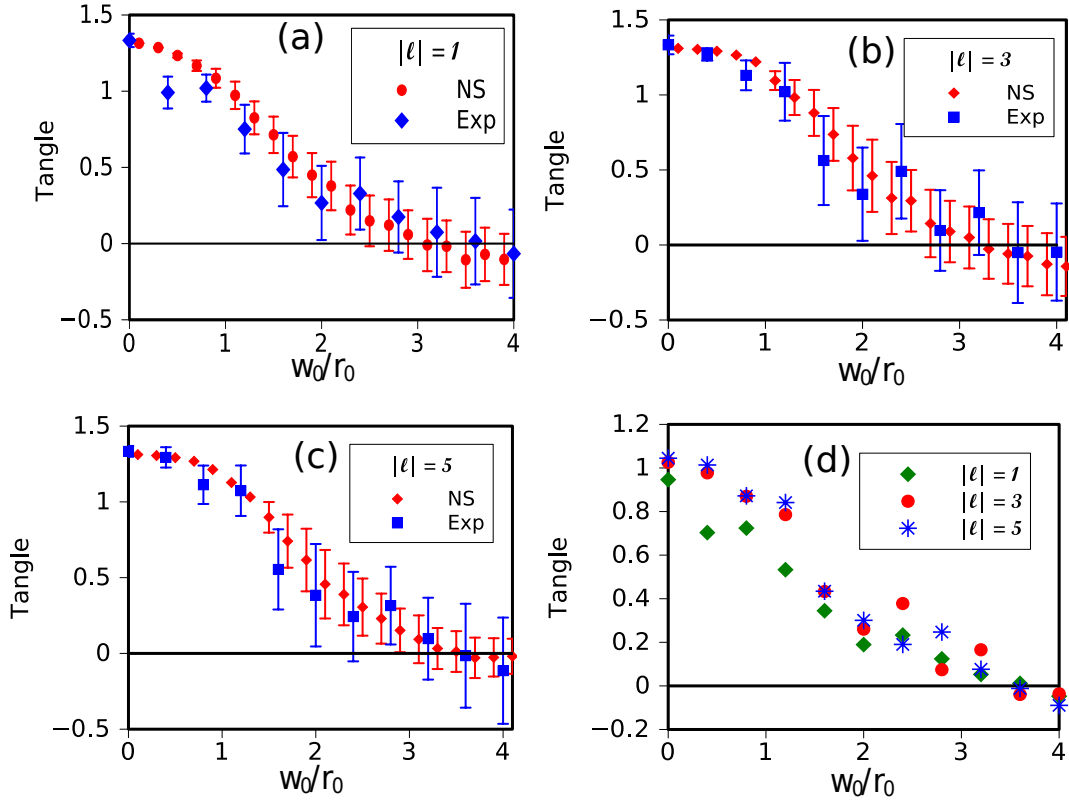 1.5
1
0.5
0
−0.5
Tangle
(a)
|ℓ| = 1
NS
Exp
0
1
2
3
4
w₀/r₀
1.5
1
0.5
0
−0.5
Tangle
(b)
|ℓ| = 3
NS
Exp
0
1
2
3
4
w₀/r₀
1.5
1
0.5
0
−0.5
Tangle
(c)
|ℓ| = 5
NS
Exp
0
1
2
3
4
w₀/r₀
1.2
1
0.8
0.6
0.4
0.2
0
-0.2
Tangle
(d)
|ℓ| = 1
|ℓ| = 3
|ℓ| = 5
0
1
2
3
4
w₀/r₀